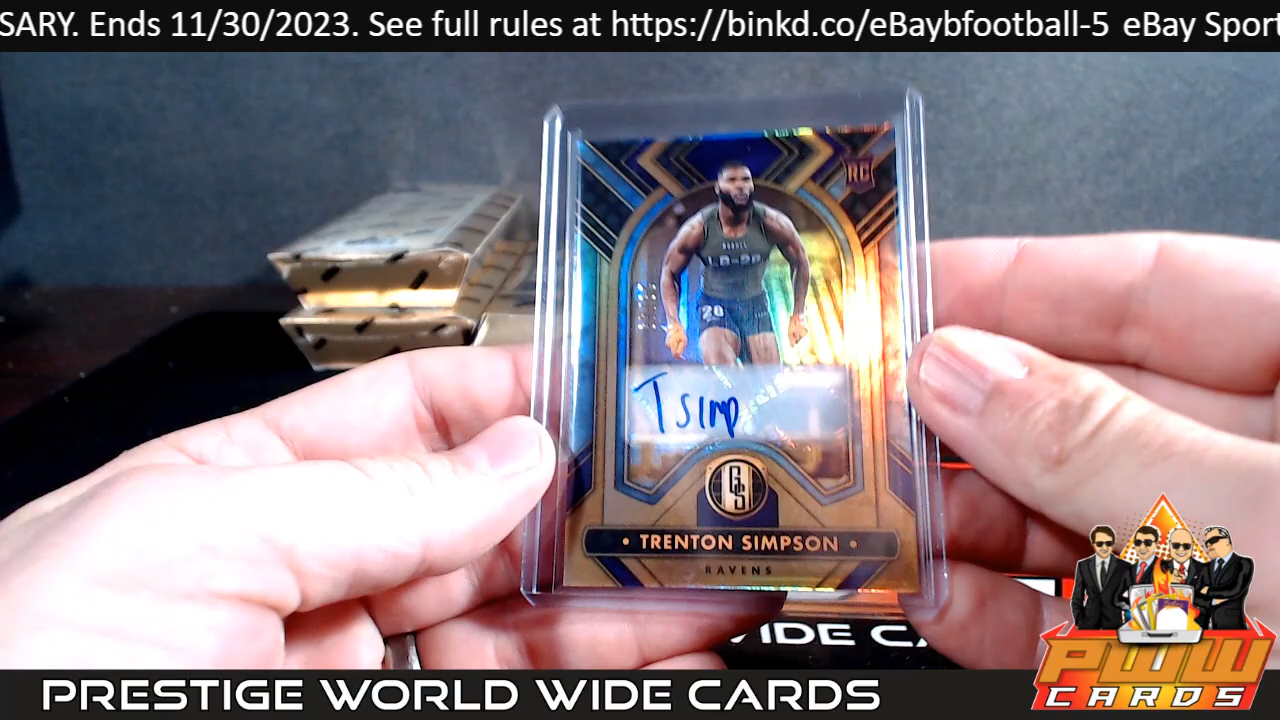 SARY. Ends 11/30/2023. See full rules at https://binkd.co/eBaybfootball-5 eBay Sport
RC
LB-28
28
T simp
GS
• TRENTON SIMPSON •
RAVENS
WIDE CA
PRESTIGE WORLD WIDE CARDS
PWW
CARDS